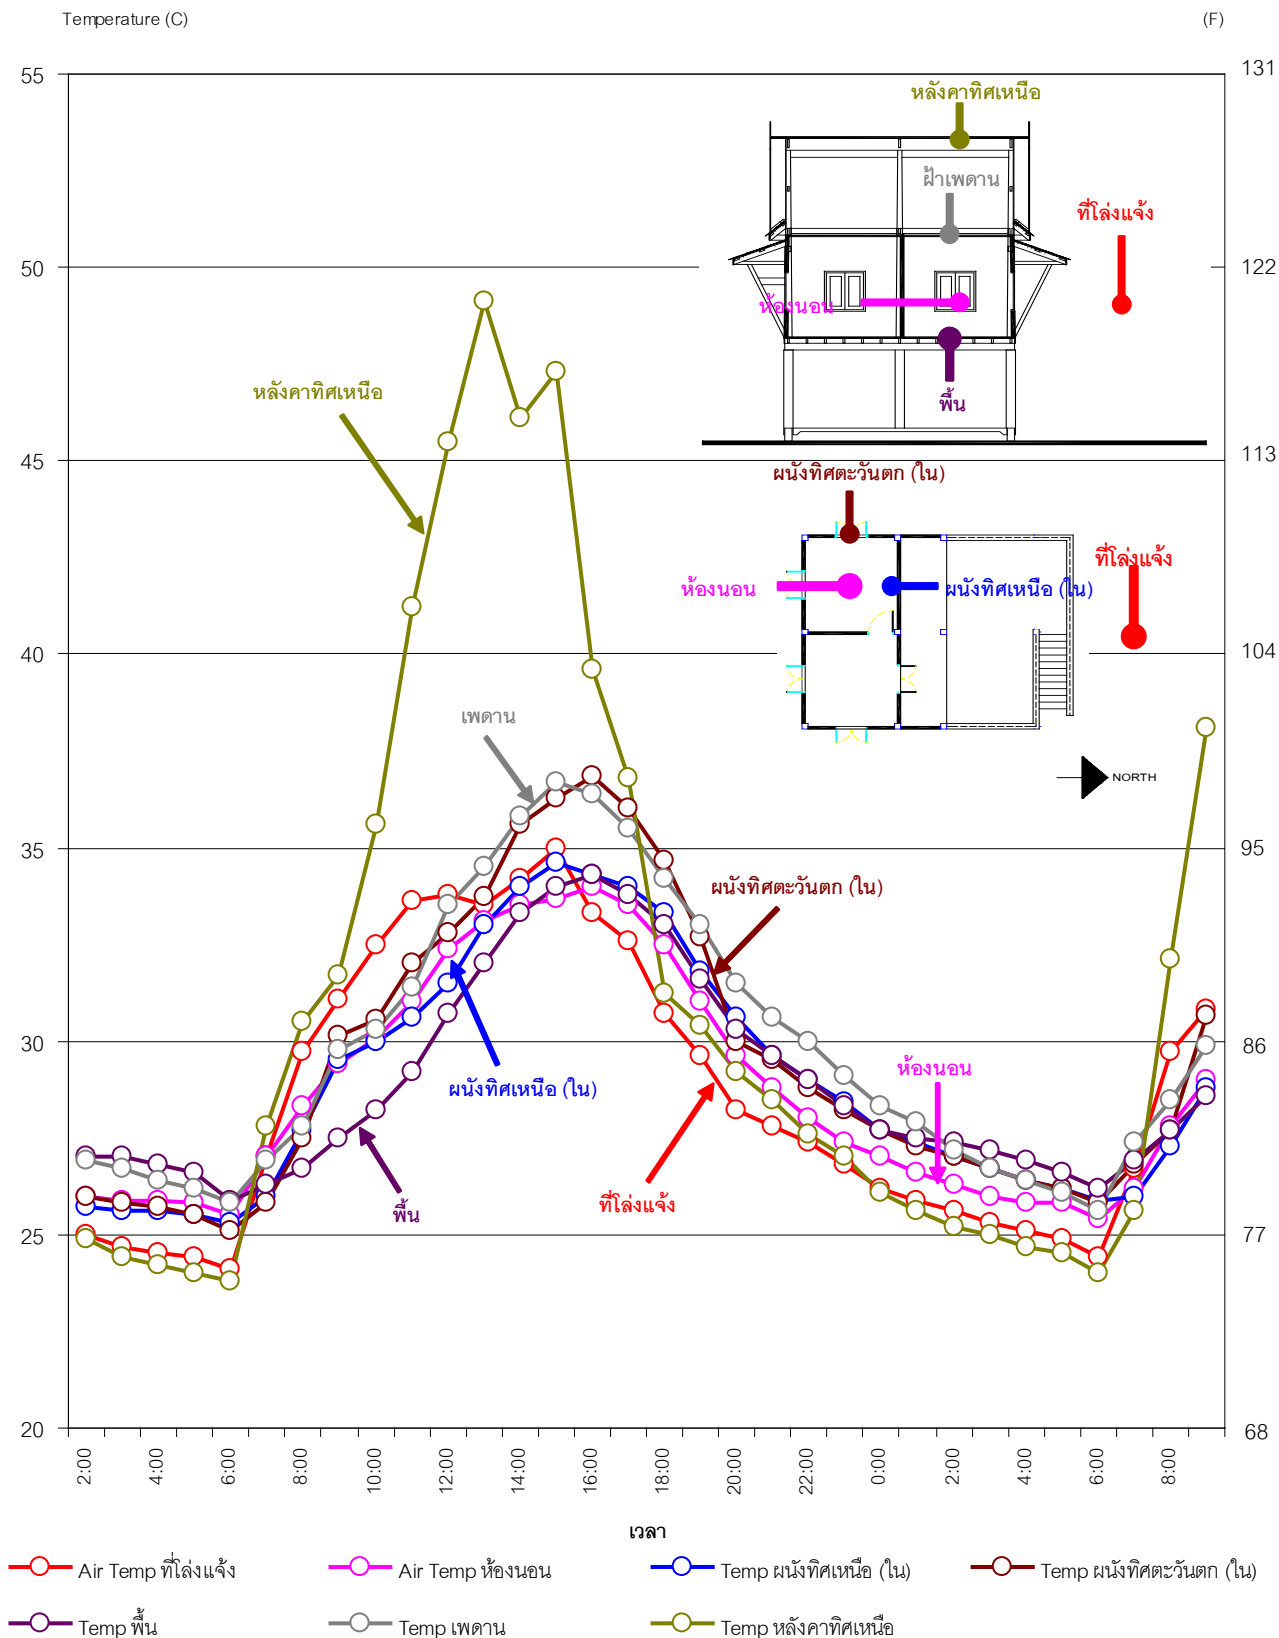 Temperature (C)
(F)
55
131
หลังคาทิศเหนือ
ฝ้าเพดาน
ที่โล่งแจ้ง
50
122
ห้องนอน
หลังคาทิศเหนือ
พื้น
45
113
ผนังทิศตะวันตก (ใน)
ที่โล่งแจ้ง
ห้องนอน
ผนังทิศเหนือ (ใน)
40
104
เพดาน
NORTH
35
95
ผนังทิศตะวันตก (ใน)
30
86
ห้องนอน
ผนังทิศเหนือ (ใน)
ที่โล่งแจ้ง
พื้น
25
77
20
68
2:00
4:00
6:00
8:00
10:00
12:00
14:00
16:00
18:00
20:00
22:00
0:00
2:00
4:00
6:00
8:00
เวลา
Air Temp ที่โล่งแจ้ง
Air Temp ห้องนอน
Temp ผนังทิศเหนือ (ใน)
Temp ผนังทิศตะวันตก (ใน)
Temp พื้น
Temp เพดาน
Temp หลังคาทิศเหนือ